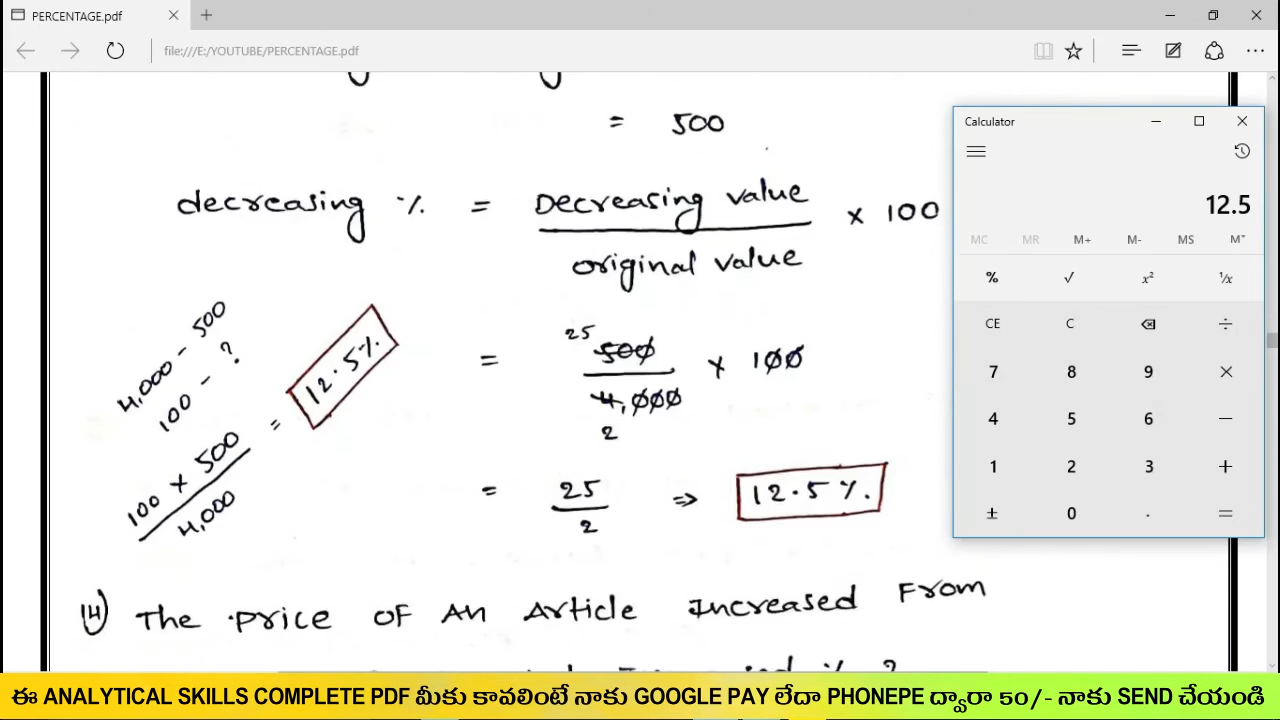 PERCENTAGE.pdf
file:///E:/YOUTUBE/PERCENTAGE.pdf
= 500
decreasing % = Decreasing value × 100
original value
4,000 - 500
100 - ?
100 × 500 = 12.5%
4,000
25
= 500 × 100
4,000
2
= 25 ⇒ 12.5%
2
14) The price OF An Article Increased From
Calculator
12.5
MC MR M+ M- MS M˅
% √ x² ¹/x
CE C ⌫ ÷
7 8 9 ×
4 5 6 −
1 2 3 +
± 0 . =
ఈ ANALYTICAL SKILLS COMPLETE PDF మీకు కావలింటే నాకు GOOGLE PAY లేదా PHONEPE ద్వారా 50/- నాకు SEND చేయండి